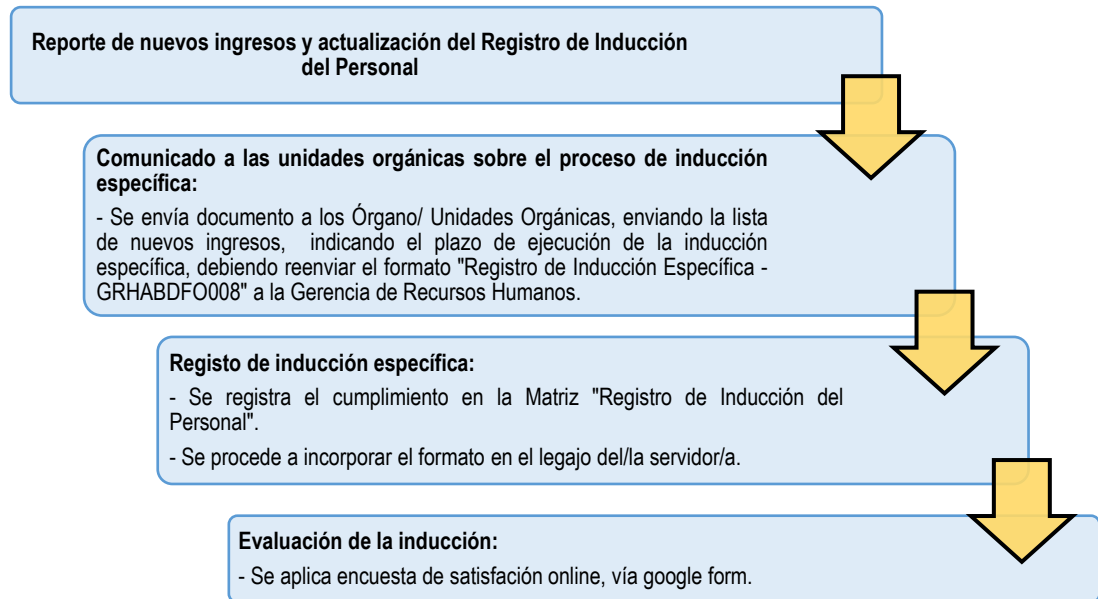 Reporte de nuevos ingresos y actualización del Registro de Inducción
del Personal
Comunicado a las unidades orgánicas sobre el proceso de inducción
específica:
- Se envía documento a los Órgano/ Unidades Orgánicas, enviando la lista
de nuevos ingresos, indicando el plazo de ejecución de la inducción
específica, debiendo reenviar el formato "Registro de Inducción Específica -
GRHABDFO008" a la Gerencia de Recursos Humanos.
Registo de inducción específica:
- Se registra el cumplimiento en la Matriz "Registro de Inducción del
Personal".
- Se procede a incorporar el formato en el legajo del/la servidor/a.
Evaluación de la inducción:
- Se aplica encuesta de satisfacción online, vía google form.